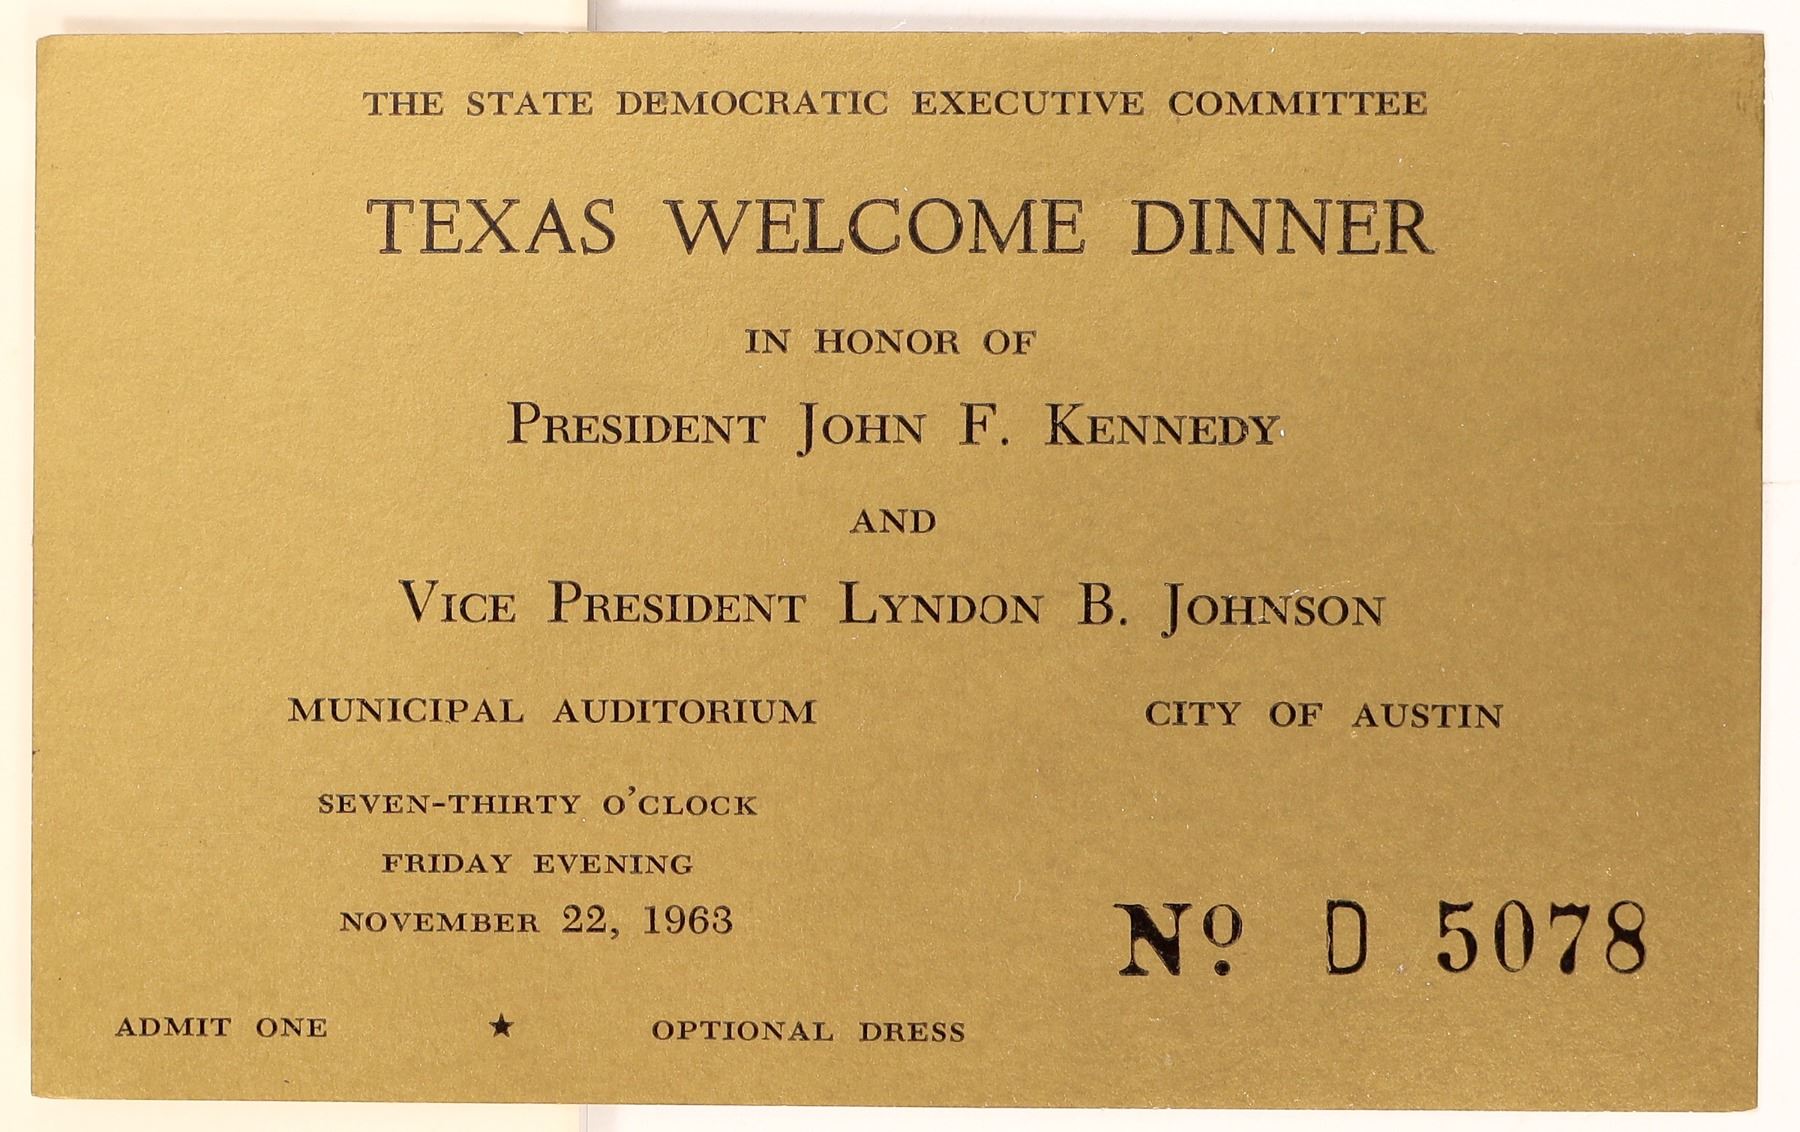 THE STATE DEMOCRATIC EXECUTIVE COMMITTEE
TEXAS WELCOME DINNER
IN HONOR OF
PRESIDENT JOHN F. KENNEDY
AND
VICE PRESIDENT LYNDON B. JOHNSON
MUNICIPAL AUDITORIUM CITY OF AUSTIN
SEVEN-THIRTY O'CLOCK
FRIDAY EVENING
NOVEMBER 22, 1963
Nº D 5078
ADMIT ONE ★ OPTIONAL DRESS